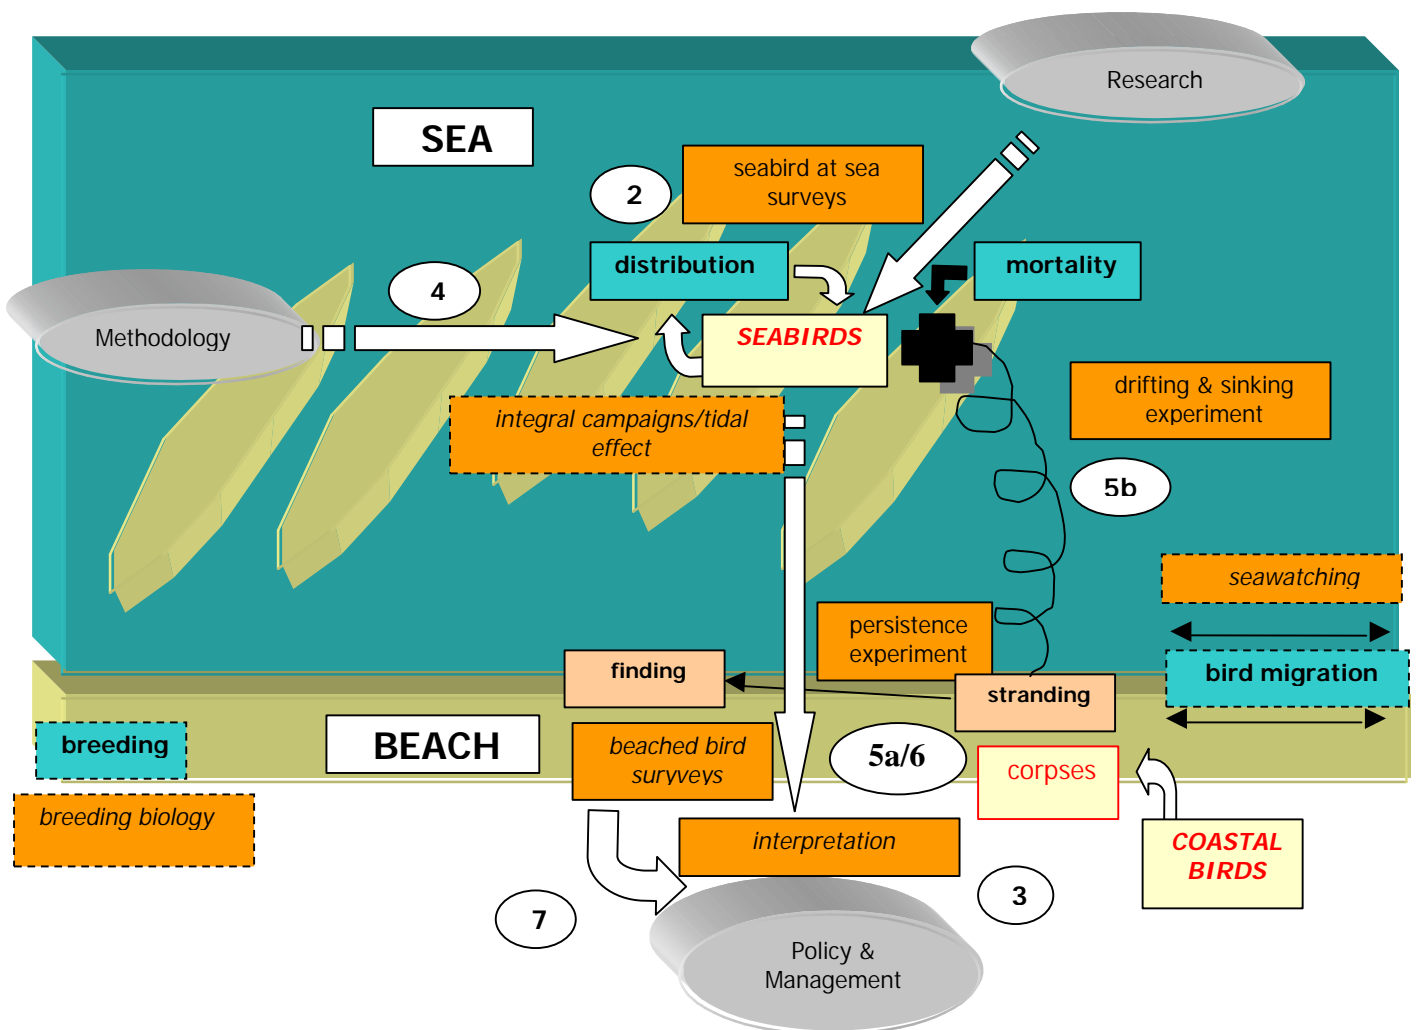 Research
SEA
seabird at sea
surveys
2
distribution
mortality
4
Methodology
SEABIRDS
drifting & sinking
experiment
integral campaigns/tidal
effect
5b
seawatching
persistence
experiment
finding
stranding
bird migration
breeding
BEACH
beached bird
suryveys
5a/6
corpses
breeding biology
interpretation
COASTAL
BIRDS
3
7
Policy &
Management